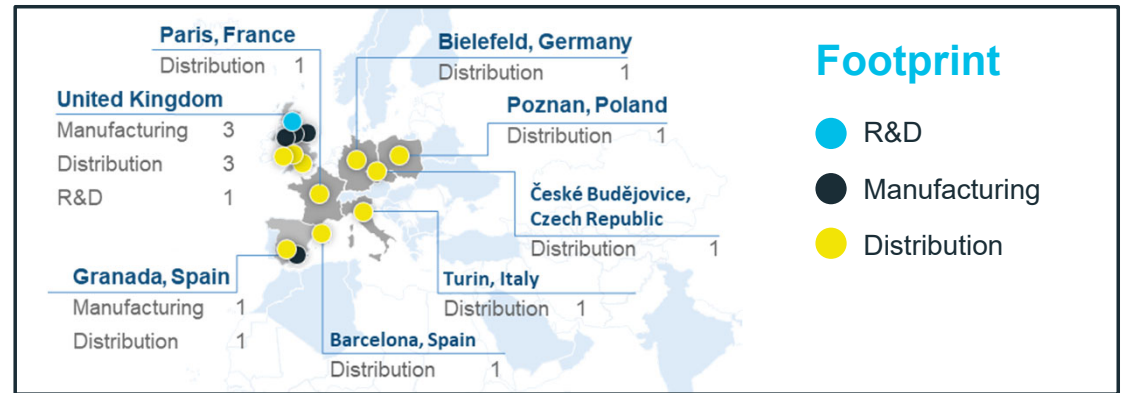 Paris, France
Distribution 1
United Kingdom
Manufacturing 3
Distribution 3
R&D 1
Granada, Spain
Manufacturing 1
Distribution 1
Bielefeld, Germany
Distribution 1
Poznan, Poland
Distribution 1
České Budějovice,
Czech Republic
Distribution 1
Turin, Italy
Distribution 1
Barcelona, Spain
Distribution 1
Footprint
R&D
Manufacturing
Distribution